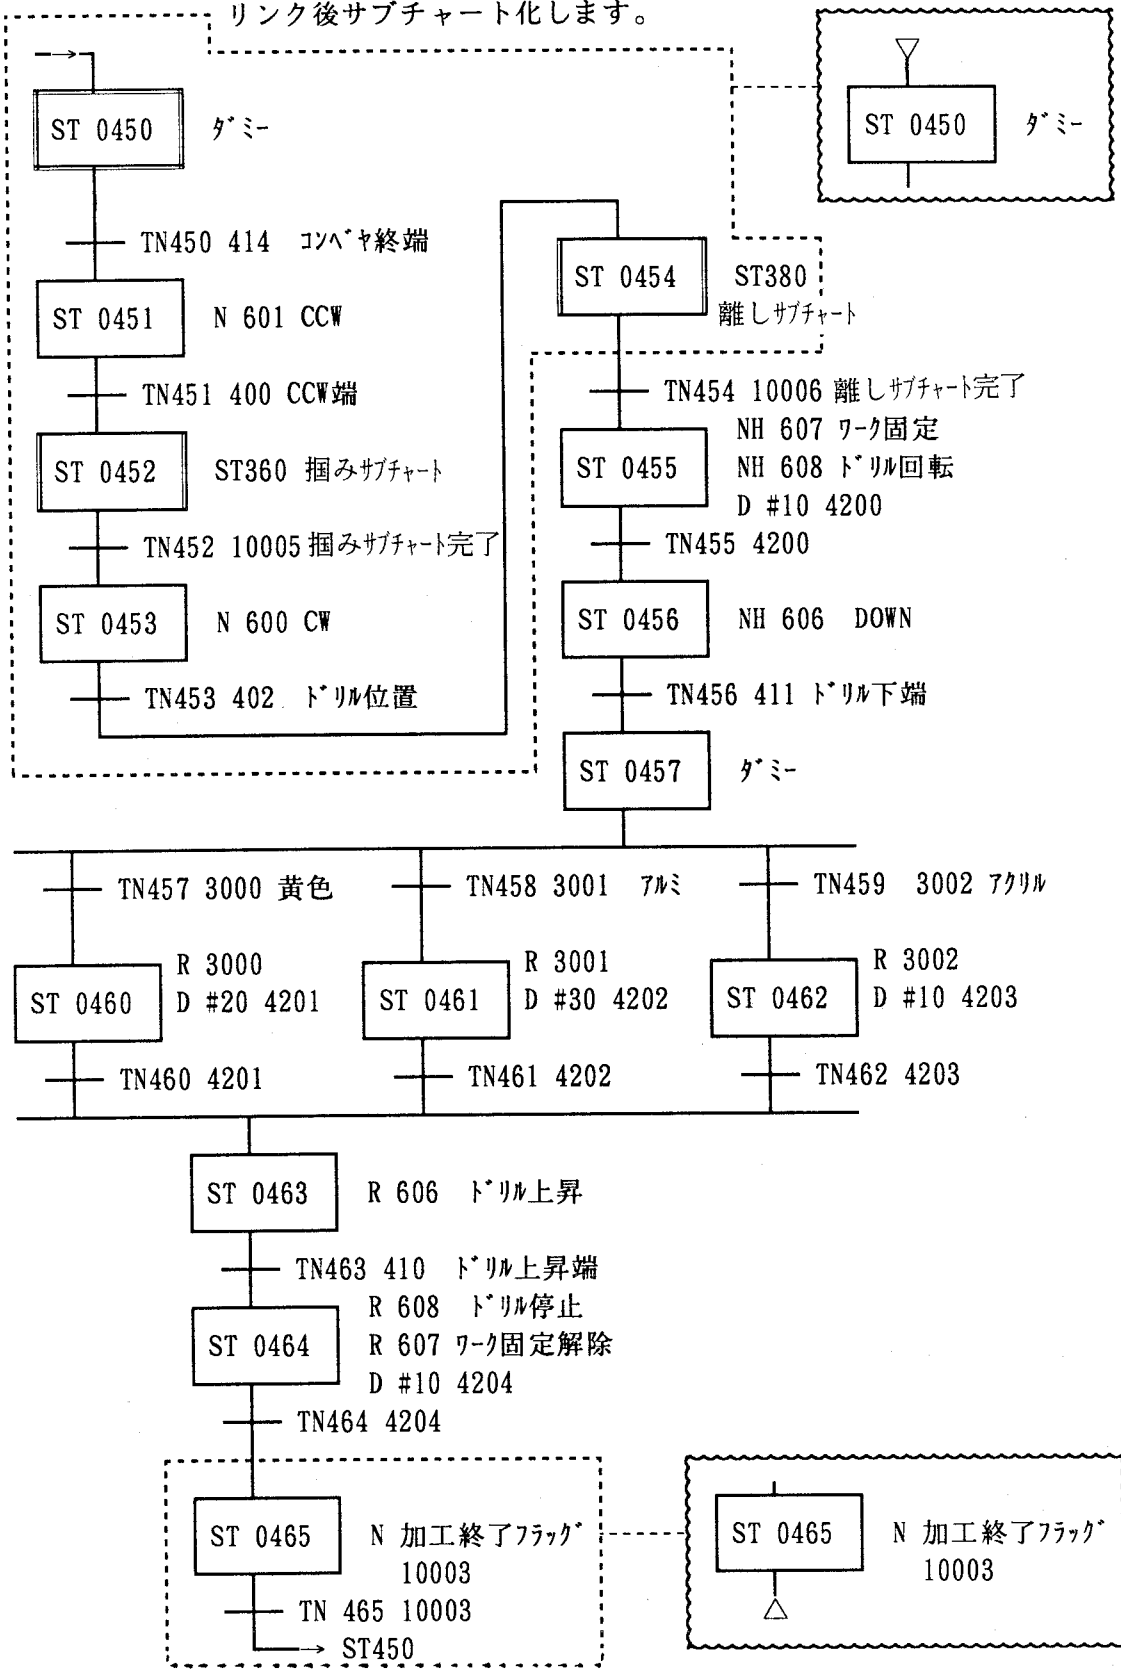 リンク後サブチャート化します。
ST 0450 ダミー
TN450 414 コンベヤ終端
ST 0451 N 601 CCW
TN451 400 CCW端
ST 0452 ST360 掴みサブチャート
TN452 10005 掴みサブチャート完了
ST 0453 N 600 CW
TN453 402 ドリル位置
ST 0454 ST380
離しサブチャート
TN454 10006 離しサブチャート完了
NH 607 ワーク固定
ST 0455 NH 608 ドリル回転
D #10 4200
TN455 4200
ST 0456 NH 606 DOWN
TN456 411 ドリル下端
ST 0457 ダミー
ST 0450 ダミー
TN457 3000 黄色
TN458 3001 アルミ
TN459 3002 アクリル
R 3000
ST 0460 D #20 4201
R 3001
ST 0461 D #30 4202
R 3002
ST 0462 D #10 4203
TN460 4201
TN461 4202
TN462 4203
ST 0463 R 606 ドリル上昇
TN463 410 ドリル上昇端
R 608 ドリル停止
ST 0464 R 607 ワーク固定解除
D #10 4204
TN464 4204
ST 0465 N 加工終了フラッグ
10003
TN 465 10003
ST450
ST 0465 N 加工終了フラッグ
10003